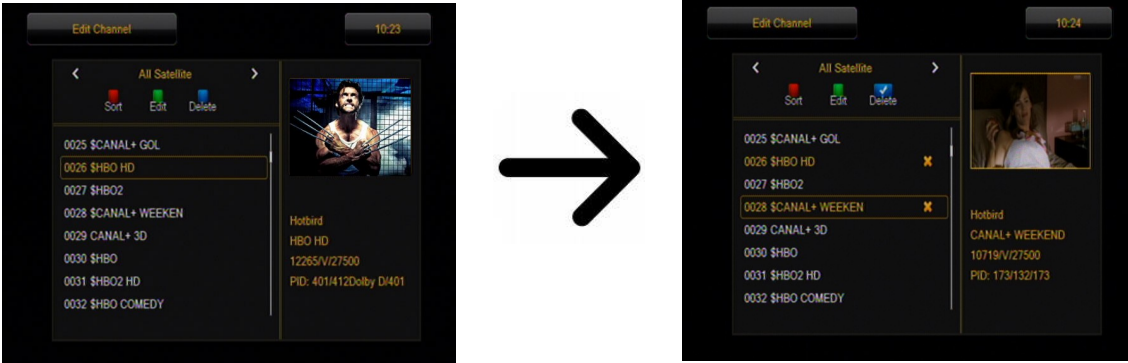 Edit Channel
10:23
All Satellite
Sort Edit Delete
0025 $CANAL+ GOL
0026 $HBO HD
0027 $HBO2
0028 $CANAL+ WEEKEN
0029 CANAL+ 3D
0030 $HBO
0031 $HBO2 HD
0032 $HBO COMEDY
Hotbird
HBO HD
12265/V/27500
PID: 401/412Dolby D/401
Edit Channel
10:24
All Satellite
Sort Edit Delete
0025 $CANAL+ GOL
0026 $HBO HD
0027 $HBO2
0028 $CANAL+ WEEKEN
0029 CANAL+ 3D
0030 $HBO
0031 $HBO2 HD
0032 $HBO COMEDY
Hotbird
CANAL+ WEEKEND
10719/V/27500
PID: 173/132/173